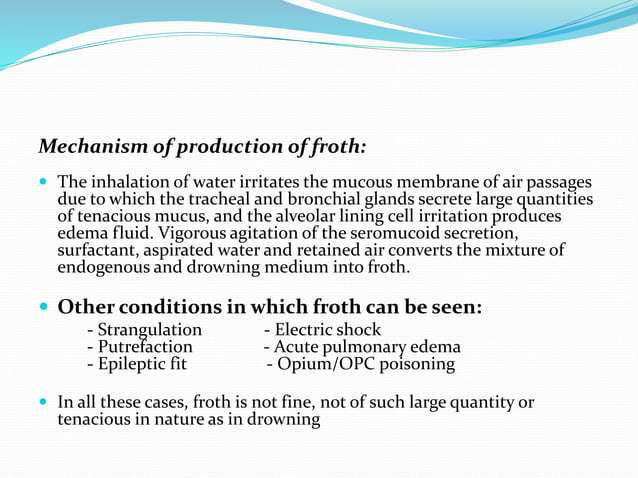 Mechanism of production of froth:
The inhalation of water irritates the mucous membrane of air passages
due to which the tracheal and bronchial glands secrete large quantities
of tenacious mucus, and the alveolar lining cell irritation produces
edema fluid. Vigorous agitation of the seromucoid secretion,
surfactant, aspirated water and retained air converts the mixture of
endogenous and drowning medium into froth.
Other conditions in which froth can be seen:
- Strangulation - Electric shock
- Putrefaction - Acute pulmonary edema
- Epileptic fit - Opium/OPC poisoning
In all these cases, froth is not fine, not of such large quantity or
tenacious in nature as in drowning